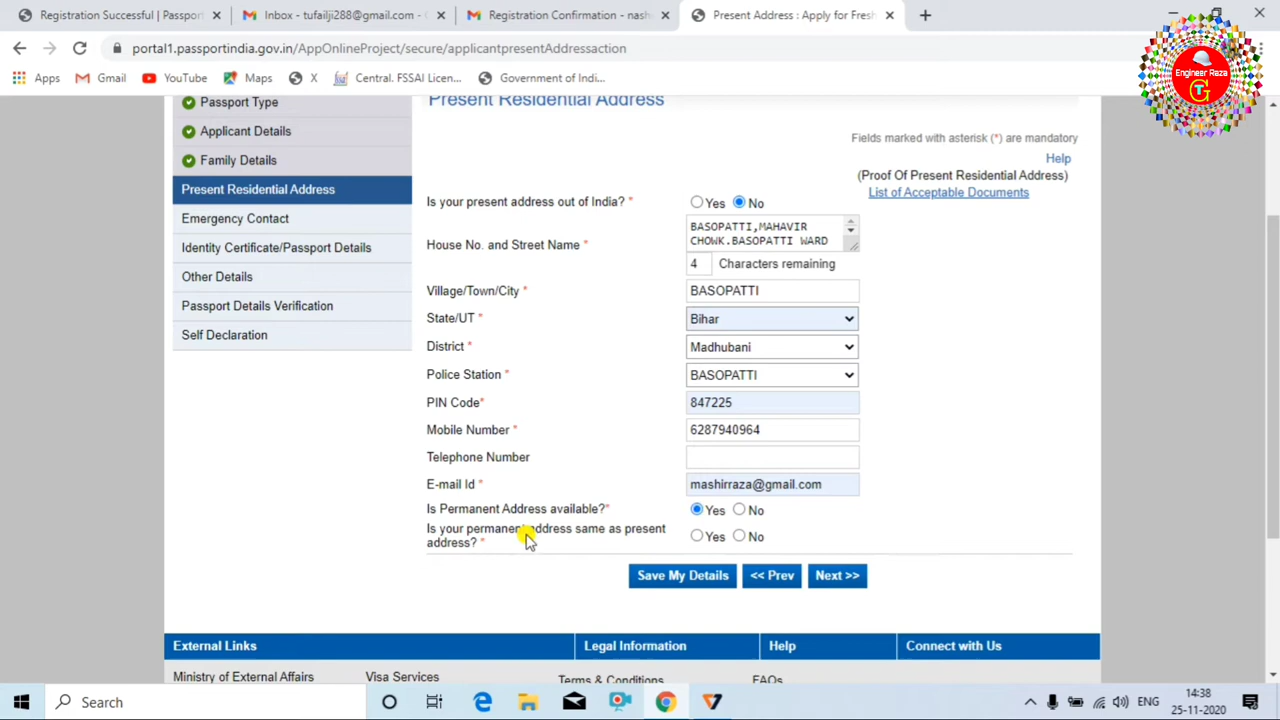 Registration Successful | Passport
Inbox - tufailji288@gmail.com -
Registration Confirmation - nash
Present Address : Apply for Fresh
portal1.passportindia.gov.in/AppOnlineProject/secure/applicantpresentAddressaction
Apps
Gmail
YouTube
Maps
X
Central. FSSAI Licen...
Government of Indi...
Engineer Raza
G
T
Passport Type
Applicant Details
Family Details
Present Residential Address
Emergency Contact
Identity Certificate/Passport Details
Other Details
Passport Details Verification
Self Declaration
Present Residential Address
Fields marked with asterisk (*) are mandatory
Help
(Proof Of Present Residential Address)
List of Acceptable Documents
Is your present address out of India? * Yes No
House No. and Street Name * BASOPATTI,MAHAVIR
CHOWK.BASOPATTI WARD
4 Characters remaining
Village/Town/City * BASOPATTI
State/UT * Bihar
District * Madhubani
Police Station * BASOPATTI
PIN Code* 847225
Mobile Number * 6287940964
Telephone Number
E-mail Id * mashirraza@gmail.com
Is Permanent Address available?* Yes No
Is your permanent address same as present
address? * Yes No
Save My Details << Prev Next >>
External Links Legal Information Help Connect with Us
Ministry of External Affairs Visa Services Terms & Conditions FAQs
Search
ENG
14:38
25-11-2020